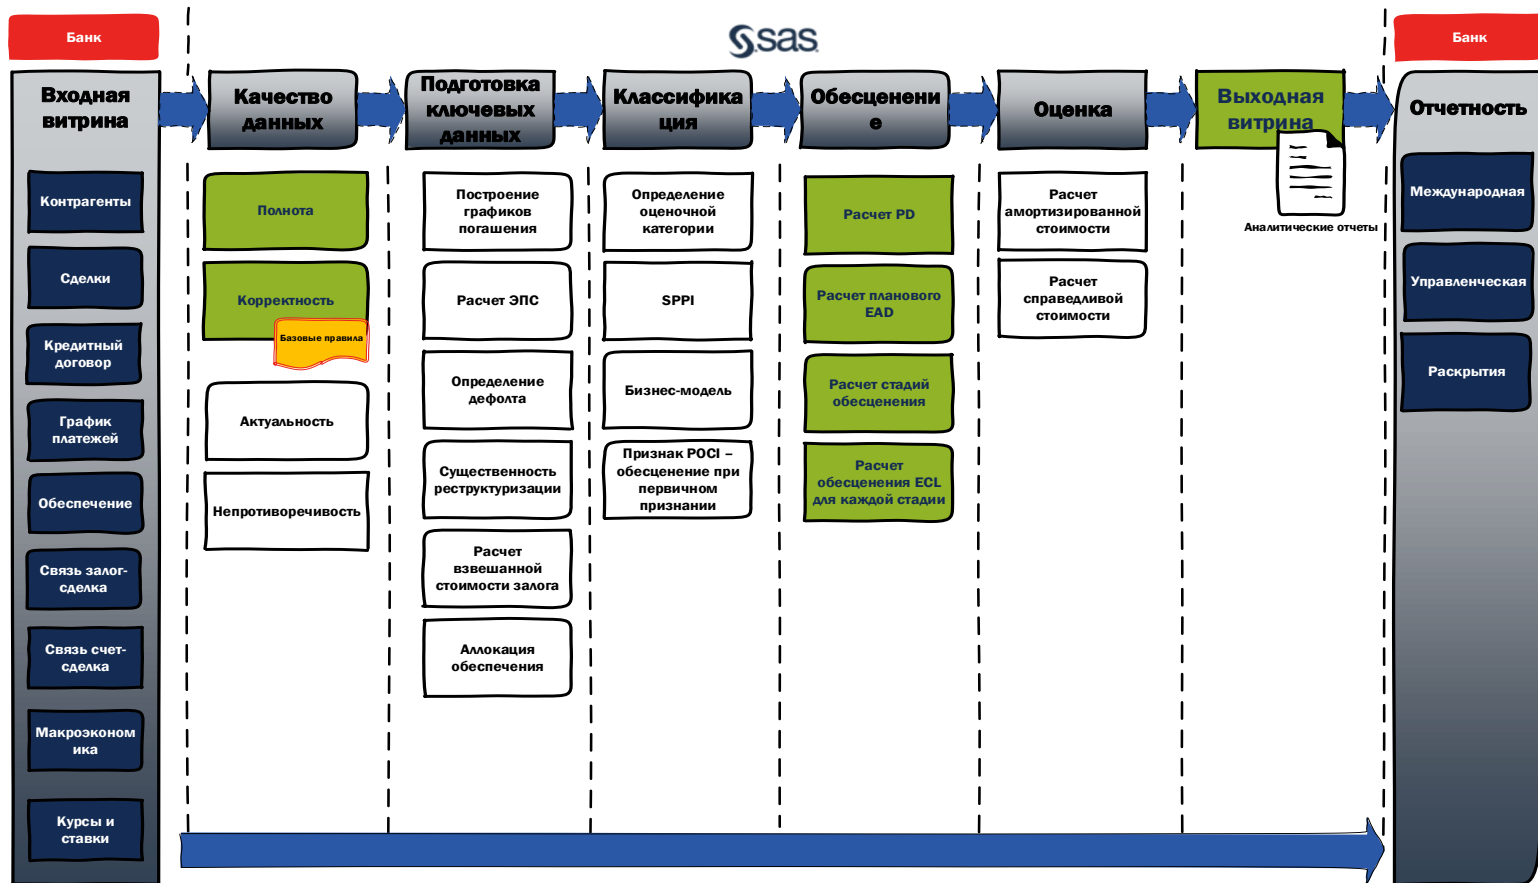 Банк
Ssas
Банк
Входная
витрина
Качество
данных
Подготовка
ключевых
данных
Классифика
ция
Обесценени
е
Оценка
Выходная
витрина
Отчетность
Контрагенты
Сделки
Кредитный
договор
График
платежей
Обеспечение
Связь залог-
сделка
Связь счет-
сделка
Макроэконом
ика
Курсы и
ставки
Полнота
Корректность
Базовые правила
Актуальность
Непротиворечивость
Построение
графиков
погашения
Расчет ЭПС
Определение
дефолта
Существенность
реструктуризации
Расчет
взвешанной
стоимости залога
Аллокация
обеспечения
Определение
оценочной
категории
SPPI
Бизнес-модель
Признак POCI –
обесценение при
первичном
признании
Расчет PD
Расчет планового
EAD
Расчет стадий
обесценения
Расчет
обесценения ECL
для каждой стадии
Расчет
амортизированной
стоимости
Расчет
справедливой
стоимости
Аналитические отчеты
Международная
Управленческая
Раскрытия